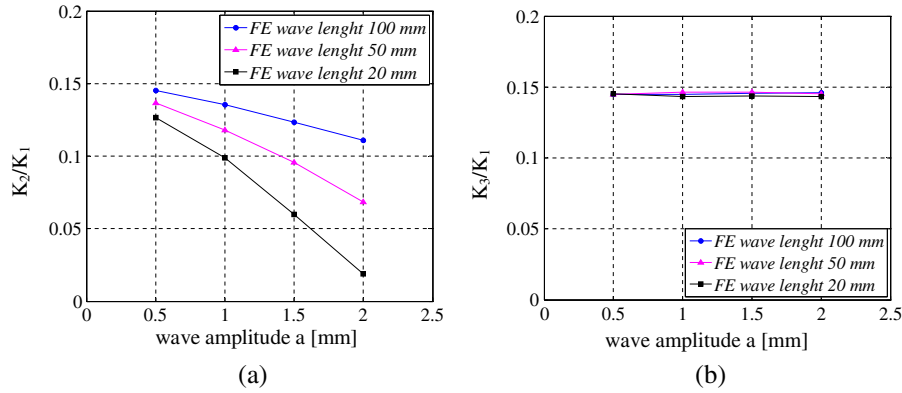 0.2
0.15
0.1
0.05
0
K2/K1
FE wave lenght 100 mm
FE wave lenght 50 mm
FE wave lenght 20 mm
0 0.5 1 1.5 2 2.5
wave amplitude a [mm]
(a)
0.2
0.15
0.1
0.05
0
K3/K1
FE wave lenght 100 mm
FE wave lenght 50 mm
FE wave lenght 20 mm
0 0.5 1 1.5 2 2.5
wave amplitude a [mm]
(b)